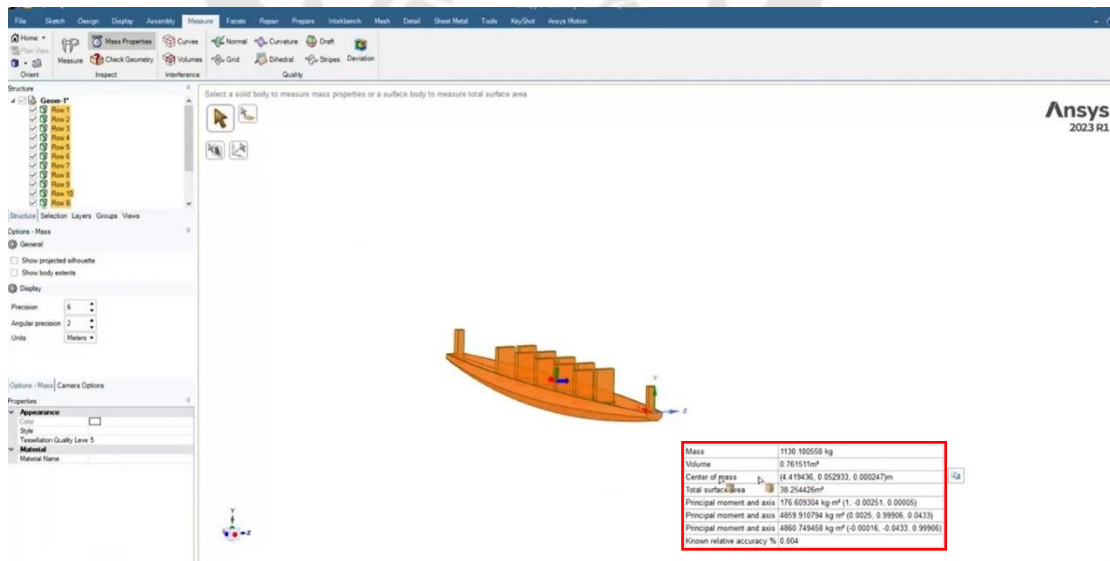 File Sketch Design Display Assembly Measure Facets Repair Prepare Workbench Mesh Detail Sheet Metal Tools KeyShot Ansys Motion
Home
Plan View
Orient
Measure
Mass Properties
Check Geometry
Inspect
Curves
Volumes
Interference
Normal Curvature Draft
Grid Dihedral Stripes Deviation
Quality
Structure
Geom-1*
Row 1
Row 2
Row 3
Row 4
Row 5
Row 6
Row 7
Row 8
Row 9
Row 10
Structure Selection Layers Groups Views
Options - Mass
General
Show projected silhouette
Show body extents
Display
Precision 6
Angular precision 2
Units Meters
Options - Mass Camera Options
Properties
Appearance
Color
Style
Tessellation Quality Leve 5
Material
Material Name
Select a solid body to measure mass properties or a surface body to measure total surface area
Ansys
2023 R1
Y
Z
Mass 1130.100558 kg
Volume 0.761511m³
Center of mass (4.419436, 0.052933, 0.000247)m
Total surface area 38.254426m²
Principal moment and axis 176.609304 kg·m² (1, -0.00251, 0.00005)
Principal moment and axis 4859.910794 kg·m² (0.0025, 0.99906, 0.0433)
Principal moment and axis 4860.749458 kg·m² (-0.00016, -0.0433, 0.99906)
Known relative accuracy % 0.004
Y
Z